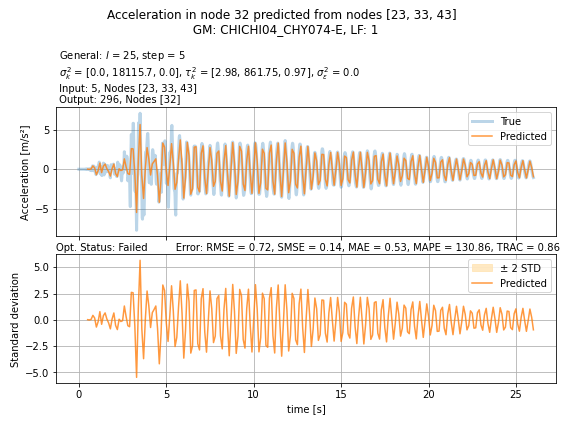 Acceleration in node 32 predicted from nodes [23, 33, 43]
GM: CHICHI04_CHY074-E, LF: 1
General: l = 25, step = 5
σ²ₖ = [0.0, 18115.7, 0.0], τ²ₖ = [2.98, 861.75, 0.97], σ²ε = 0.0
Input: 5, Nodes [23, 33, 43]
Output: 296, Nodes [32]
Acceleration [m/s²]
5
0
−5
True
Predicted
Opt. Status: Failed Error: RMSE = 0.72, SMSE = 0.14, MAE = 0.53, MAPE = 130.86, TRAC = 0.86
Standard deviation
5.0
2.5
0.0
−2.5
−5.0
± 2 STD
Predicted
0 5 10 15 20 25
time [s]